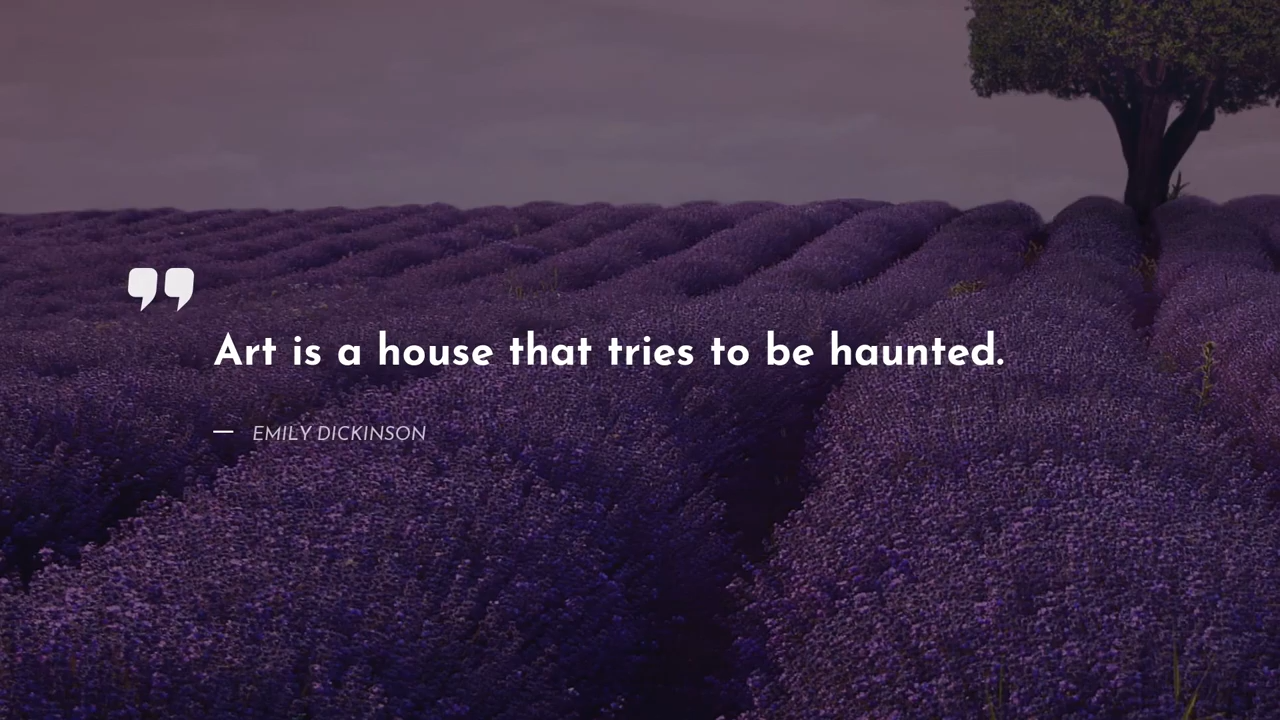 ❞
Art is a house that tries to be haunted.
— EMILY DICKINSON